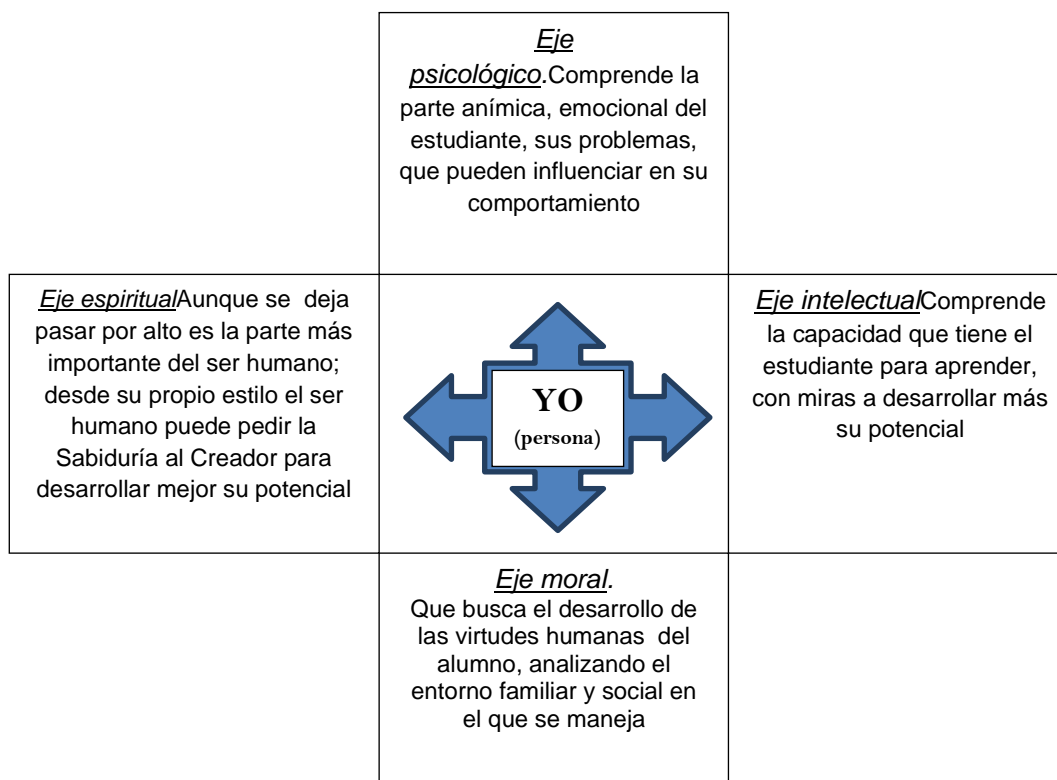 Eje
psicológico.Comprende la
parte anímica, emocional del
estudiante, sus problemas,
que pueden influenciar en su
comportamiento
Eje espiritualAunque se  deja
pasar por alto es la parte más
importante del ser humano;
desde su propio estilo el ser
humano puede pedir la
Sabiduría al Creador para
desarrollar mejor su potencial
YO
(persona)
Eje intelectualComprende
la capacidad que tiene el
estudiante para aprender,
con miras a desarrollar más
su potencial
Eje moral.
Que busca el desarrollo de
las virtudes humanas  del
alumno, analizando el
entorno familiar y social en
el que se maneja